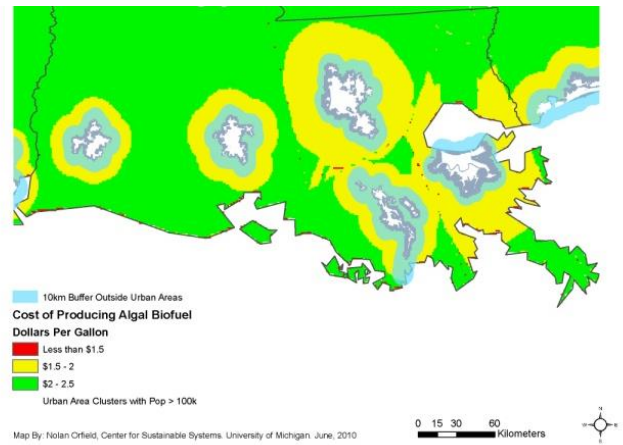 10km Buffer Outside Urban Areas
Cost of Producing Algal Biofuel
Dollars Per Gallon
Less than $1.5
$1.5 - 2
$2 - 2.5
Urban Area Clusters with Pop > 100k
Map By: Nolan Orfield, Center for Sustainable Systems. University of Michigan. June, 2010
0 15 30 60
Kilometers